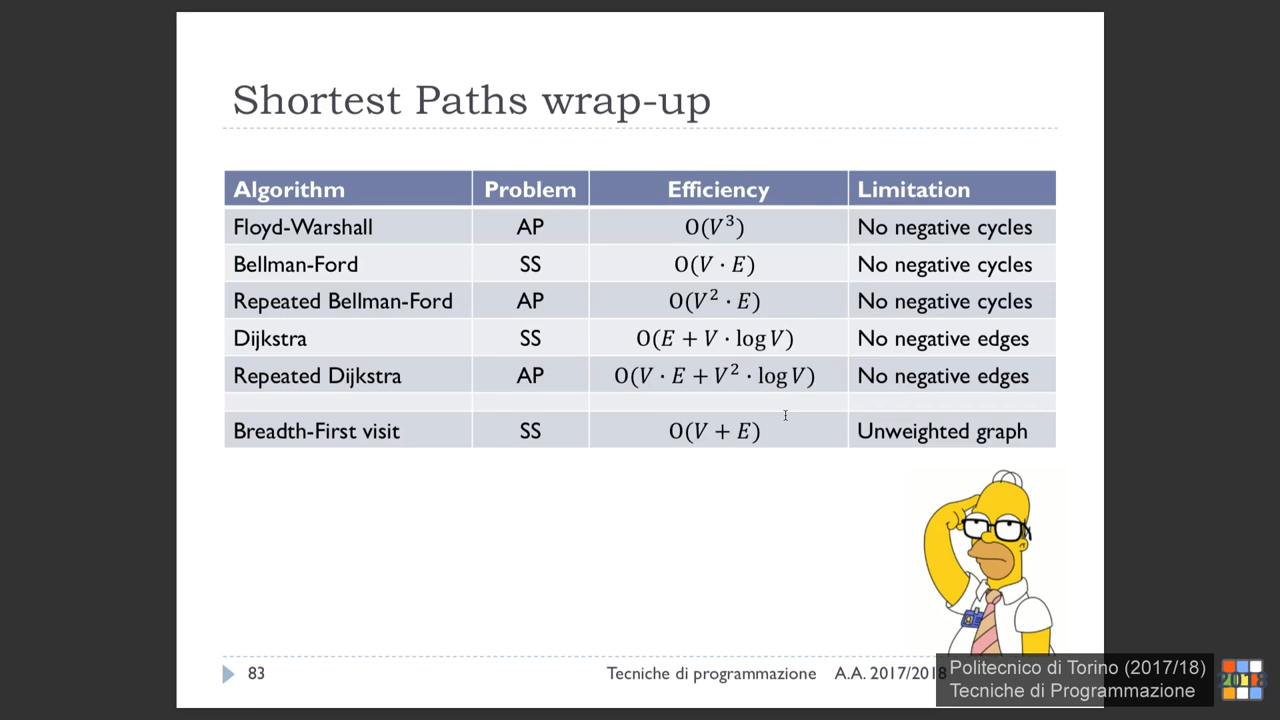 Shortest Paths wrap-up
Algorithm Problem Efficiency Limitation
Floyd-Warshall AP O(V³) No negative cycles
Bellman-Ford SS O(V · E) No negative cycles
Repeated Bellman-Ford AP O(V² · E) No negative cycles
Dijkstra SS O(E + V · log V) No negative edges
Repeated Dijkstra AP O(V · E + V² · log V) No negative edges
Breadth-First visit SS O(V + E) Unweighted graph
83 Tecniche di programmazione A.A. 2017/2018
Politecnico di Torino (2017/18)
Tecniche di Programmazione
2018